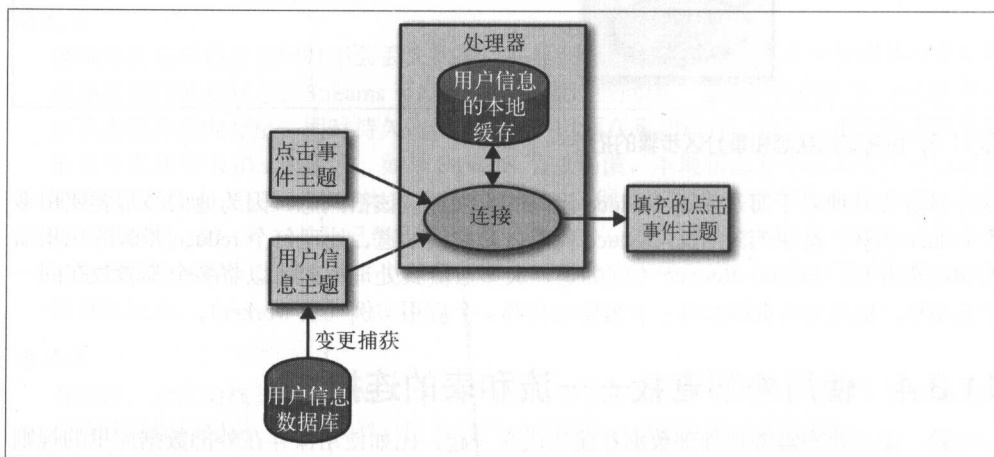 处理器
用户信息
的本地
缓存
点击事
件主题
连接
填充的点击
事件主题
用户信
息主题
变更捕获
用户信息
数据库